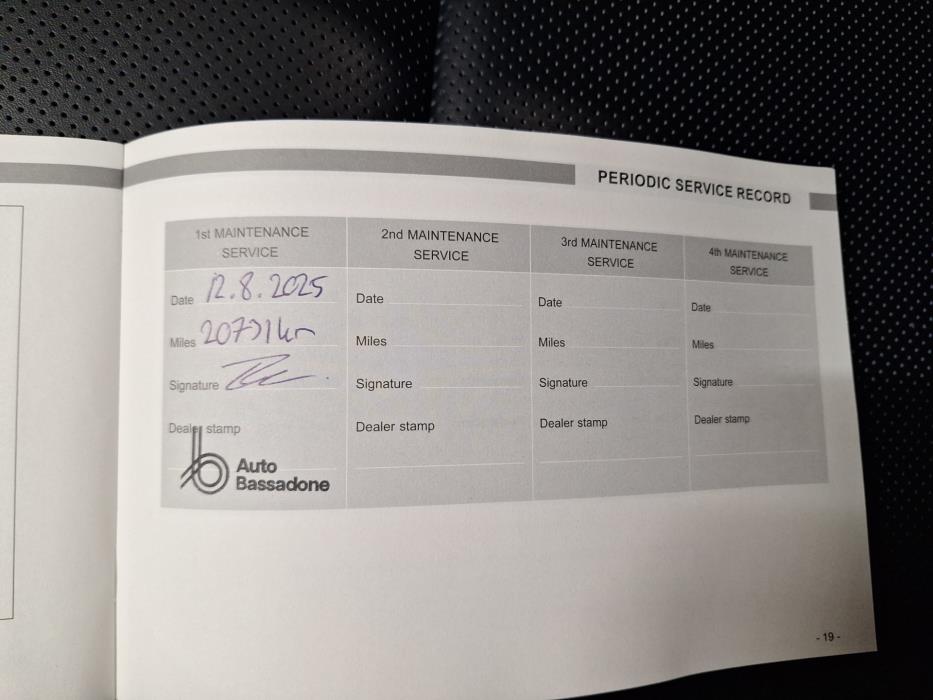 PERIODIC SERVICE RECORD
1st MAINTENANCE
SERVICE
Date 12.8.2025
Miles 20771km
Signature
Dealer stamp
Auto
Bassadone
2nd MAINTENANCE
SERVICE
Date
Miles
Signature
Dealer stamp
3rd MAINTENANCE
SERVICE
Date
Miles
Signature
Dealer stamp
4th MAINTENANCE
SERVICE
Date
Miles
Signature
Dealer stamp
- 19 -